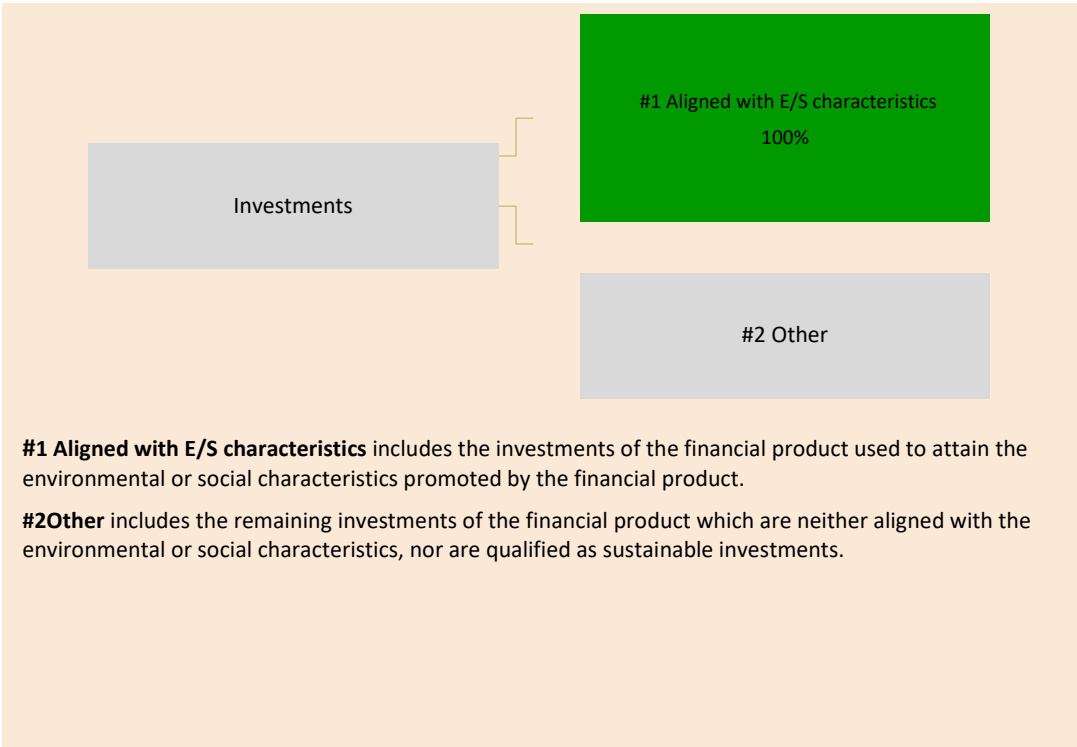 #1 Aligned with E/S characteristics
100%
Investments
#2 Other
#1 Aligned with E/S characteristics includes the investments of the financial product used to attain the
environmental or social characteristics promoted by the financial product.
#2Other includes the remaining investments of the financial product which are neither aligned with the
environmental or social characteristics, nor are qualified as sustainable investments.